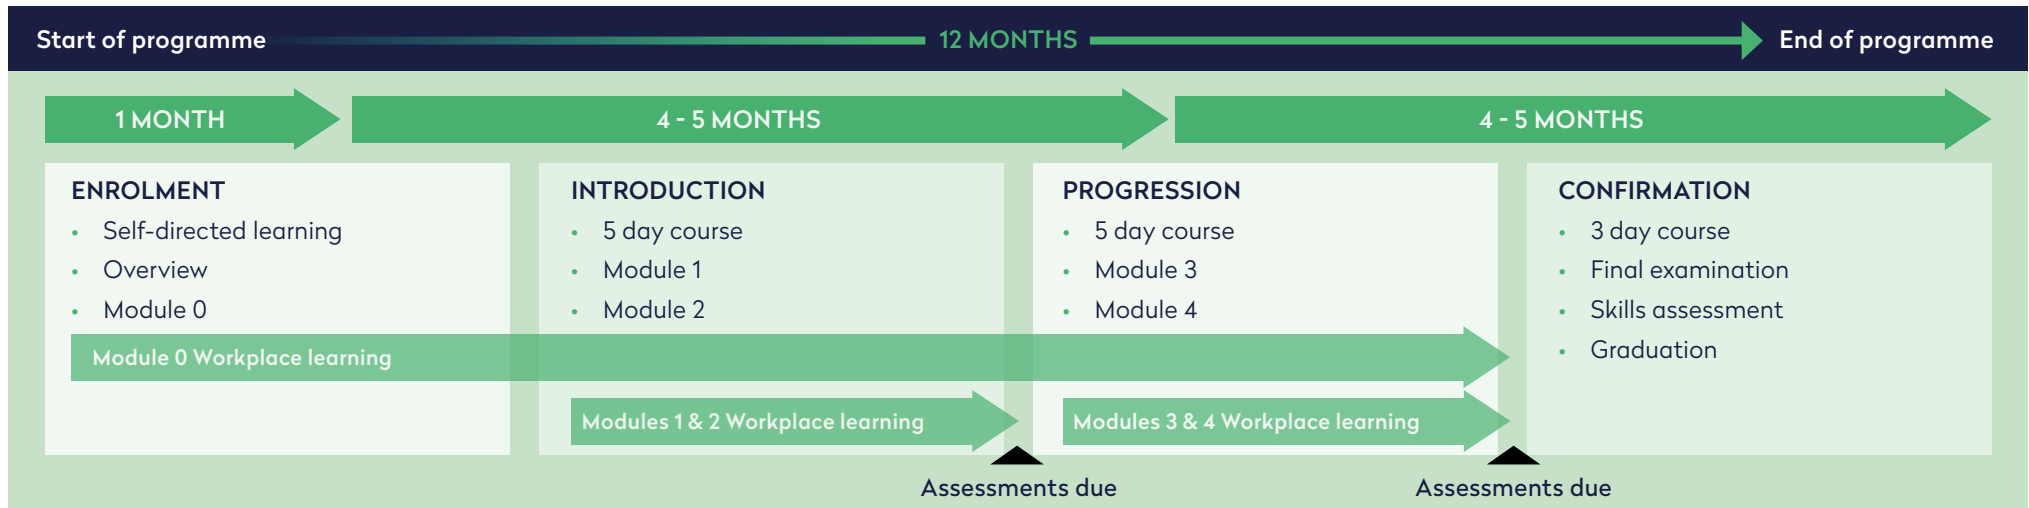 Start of programme
12 MONTHS
End of programme
1 MONTH
4 - 5 MONTHS
4 - 5 MONTHS
ENROLMENT
• Self-directed learning
• Overview
• Module 0
INTRODUCTION
• 5 day course
• Module 1
• Module 2
PROGRESSION
• 5 day course
• Module 3
• Module 4
CONFIRMATION
• 3 day course
• Final examination
• Skills assessment
• Graduation
Module 0 Workplace learning
Modules 1 & 2 Workplace learning
Modules 3 & 4 Workplace learning
Assessments due
Assessments due